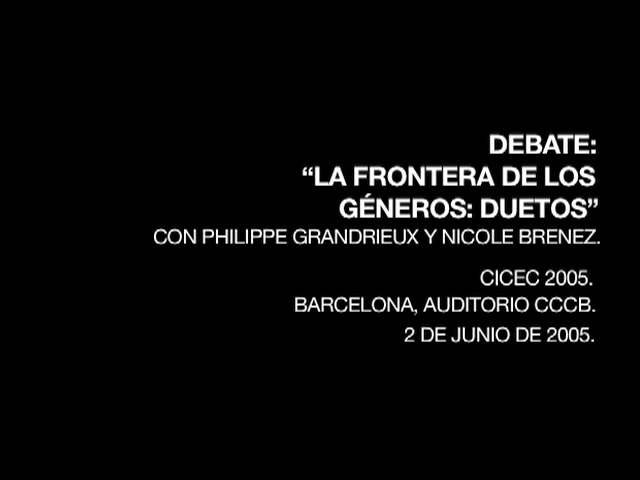 DEBATE:
“LA FRONTERA DE LOS
GÉNEROS: DUETOS”
CON PHILIPPE GRANDRIEUX Y NICOLE BRENEZ.
CICEC 2005.
BARCELONA, AUDITORIO CCCB.
2 DE JUNIO DE 2005.